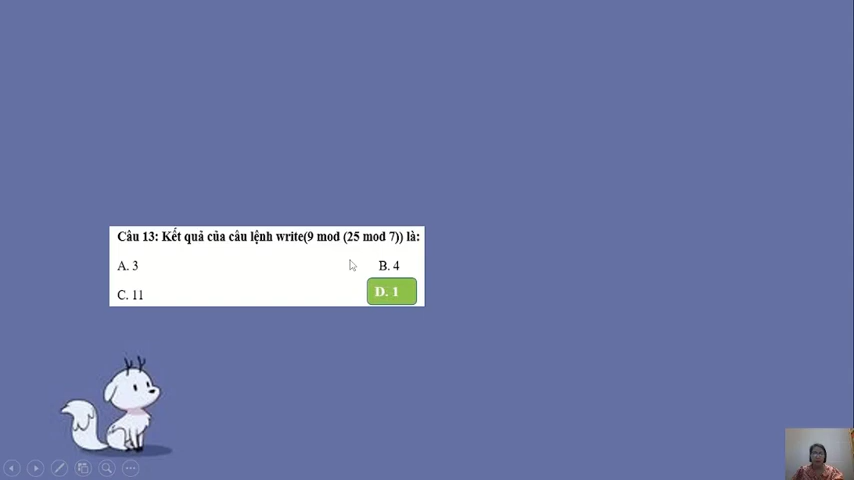 Câu 13: Kết quả của câu lệnh write(9 mod (25 mod 7)) là:
A. 3
B. 4
C. 11
D. 1